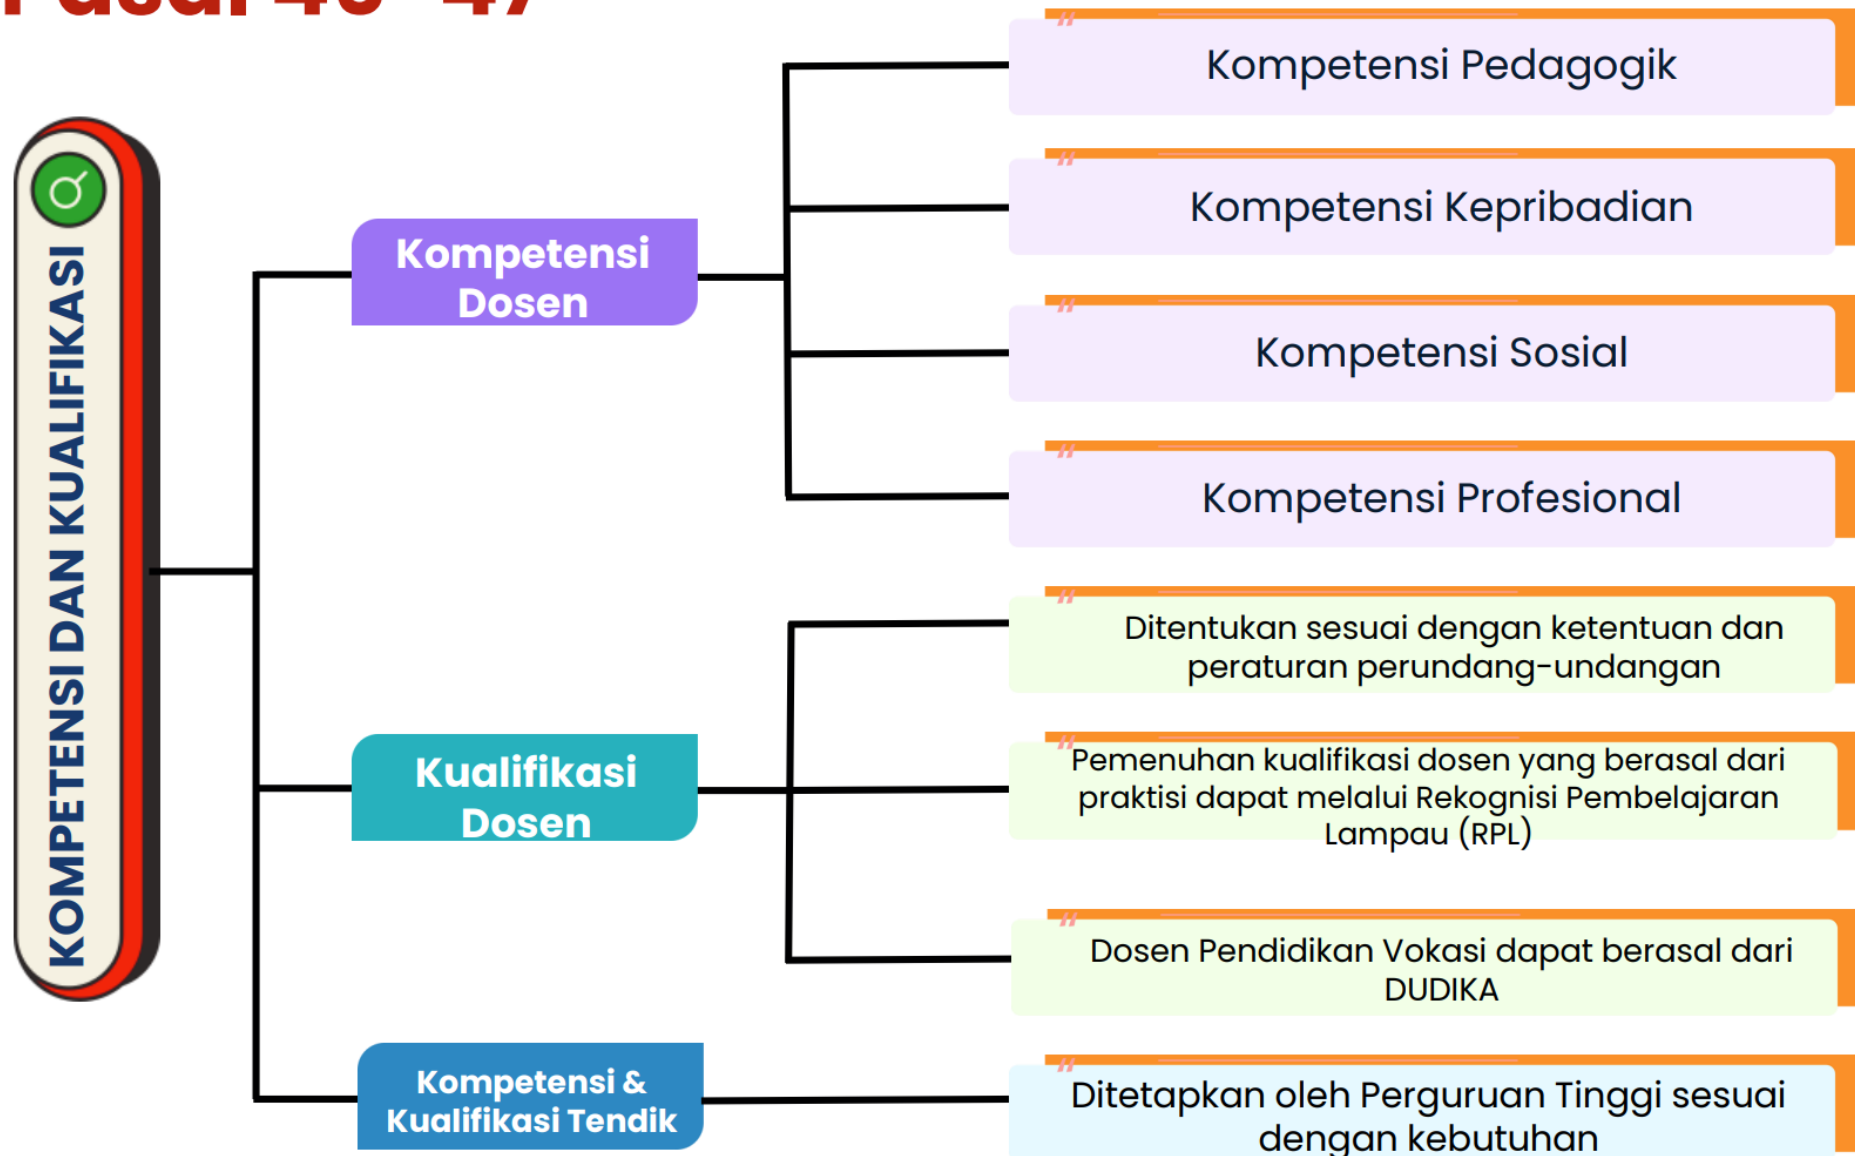 KOMPETENSI DAN KUALIFIKASI
Kompetensi
Dosen
Kompetensi Pedagogik
Kompetensi Kepribadian
Kompetensi Sosial
Kompetensi Profesional
Kualifikasi
Dosen
Ditentukan sesuai dengan ketentuan dan
peraturan perundang-undangan
Pemenuhan kualifikasi dosen yang berasal dari
praktisi dapat melalui Rekognisi Pembelajaran
Lampau (RPL)
Dosen Pendidikan Vokasi dapat berasal dari
DUDIKA
Kompetensi &
Kualifikasi Tendik
Ditetapkan oleh Perguruan Tinggi sesuai
dengan kebutuhan